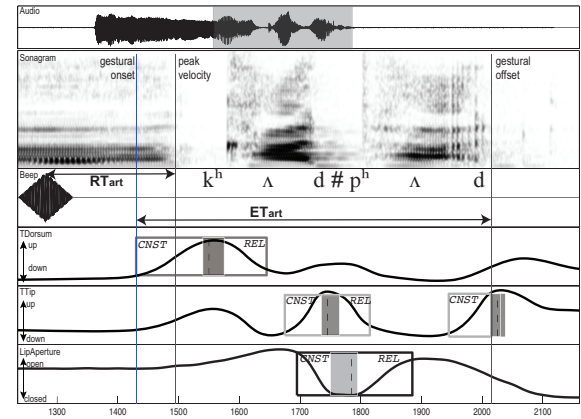 Audio
Sonagram
gestural onset
peak velocity
gestural offset
Beep
RTart
kʰ ʌ d # pʰ ʌ d
ETart
TDorsum
up
down
CNST REL
TTip
up
down
CNST REL CNST
LipAperture
open
closed
CNST REL
1300 1400 1500 1600 1700 1800 1900 2000 2100